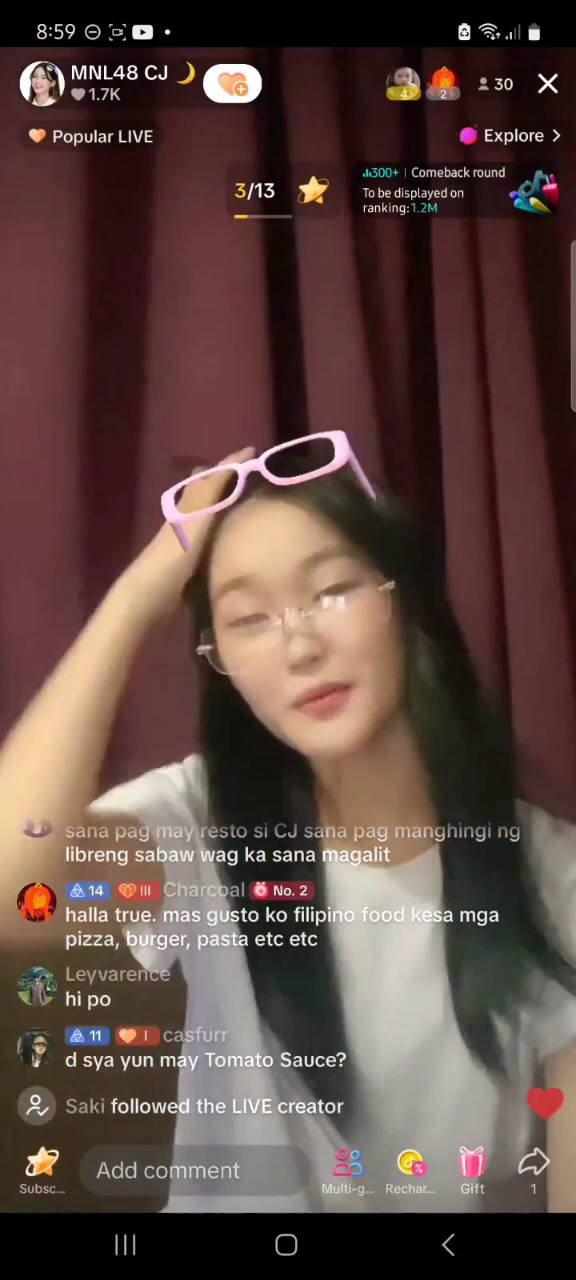 8:59
MNL48 CJ 🌙
1.7K
4
2
30
Popular LIVE
Explore >
3/13
300+ | Comeback round
To be displayed on
ranking:1.2M
sana pag may resto si CJ sana pag manghingi ng
libreng sabaw wag ka sana magalit
14 III Charcoal No. 2
halla true. mas gusto ko filipino food kesa mga
pizza, burger, pasta etc etc
Leyvarence
hi po
11 I casfurr
d sya yun may Tomato Sauce?
Saki followed the LIVE creator
Add comment
Subsc... Multi-g... Rechar... Gift 1